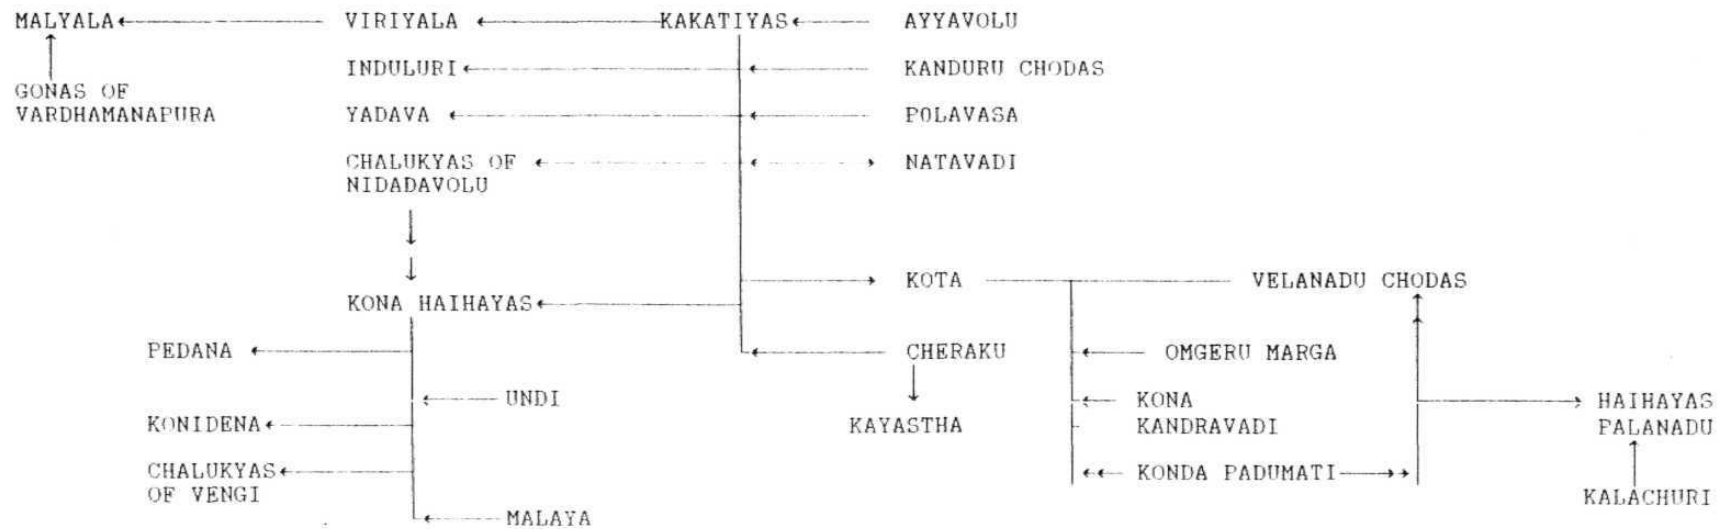 MALYALA VIRIYALA KAKATIYAS AYYAVOLU
INDULURI KANDURU CHODAS
GONAS OF
VARDHAMANAPURA YADAVA POLAVASA
CHALUKYAS OF NATAVADI
NIDADAVOLU
KOTA VELANADU CHODAS
KONA HAIHAYAS
PEDANA CHERAKU OMGERU MARGA
UNDI KONA HAIHAYAS
KONIDENA KAYASTHA KANDRAVADI PALANADU
CHALUKYAS KONDA PADUMATI
OF VENGI KALACHURI
MALAYA